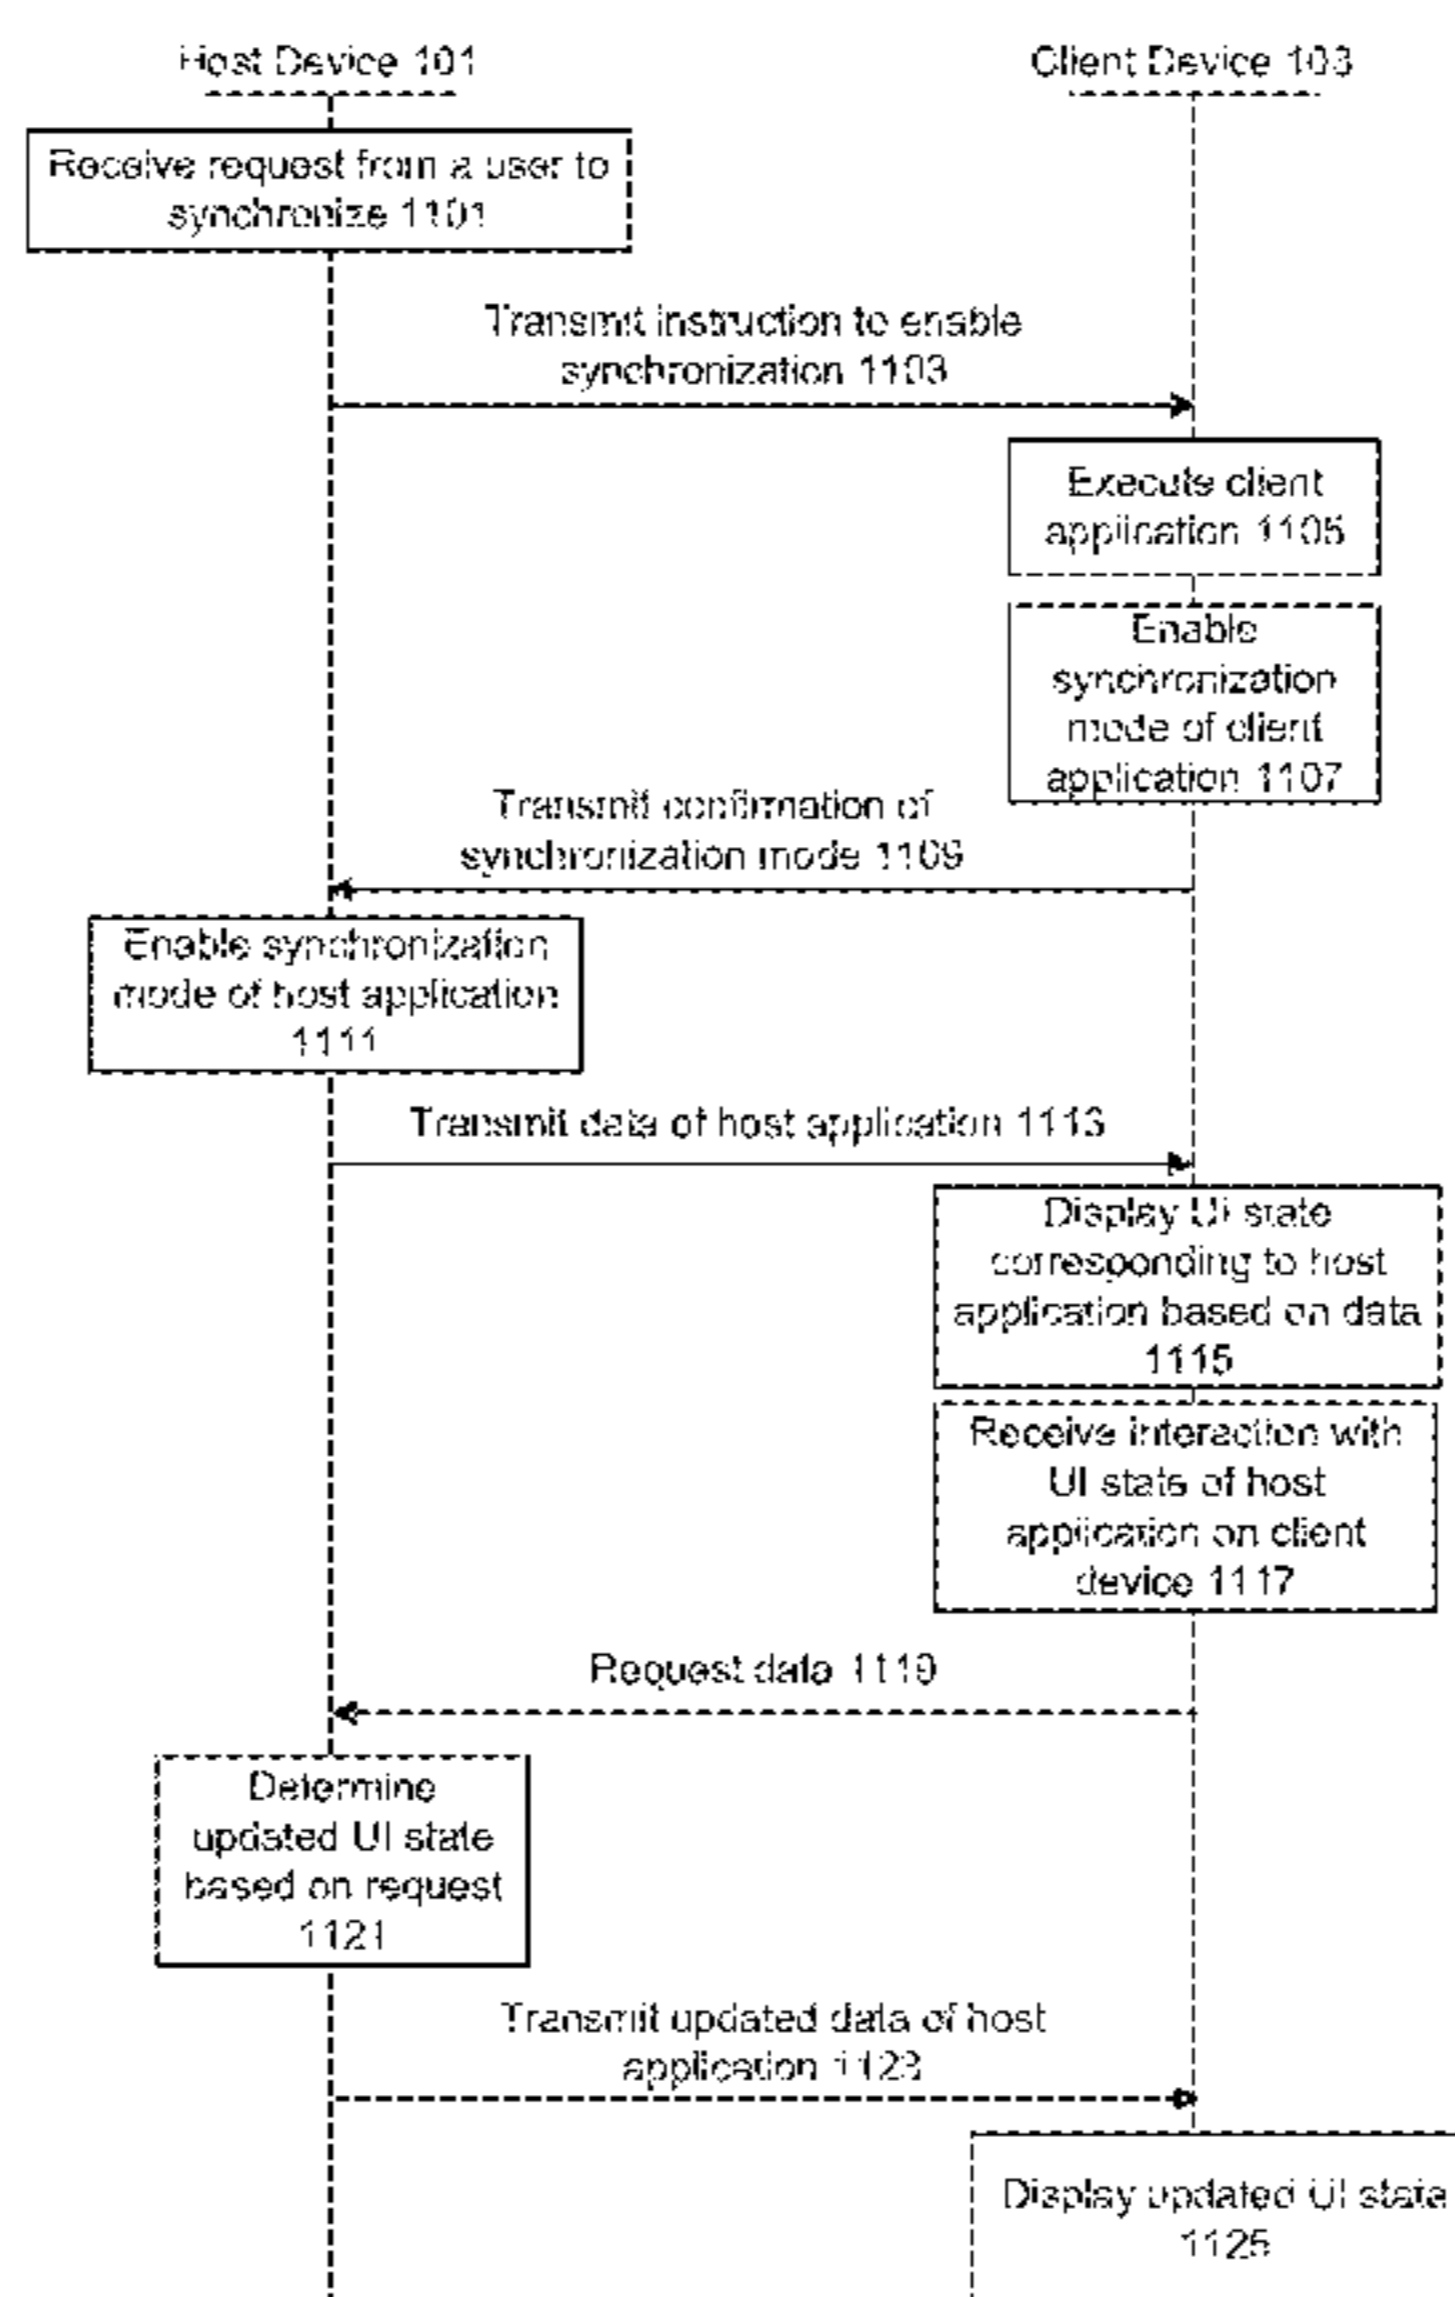 Host Device 101
Client Device 103
Receive request from a user to
synchronize 1101
Transmit instruction to enable
synchronization 1103
Execute client
application 1105
Enable
synchronization
mode of client
application 1107
Transmit confirmation of
synchronization mode 1109
Enable synchronization
mode of host application
1111
Transmit data of host application 1113
Display UI state
corresponding to host
application based on data
1115
Receive interaction with
UI state of host
application on client
device 1117
Request data 1119
Determine
updated UI state
based on request
1121
Transmit updated data of host
application 1123
Display updated UI state
1125